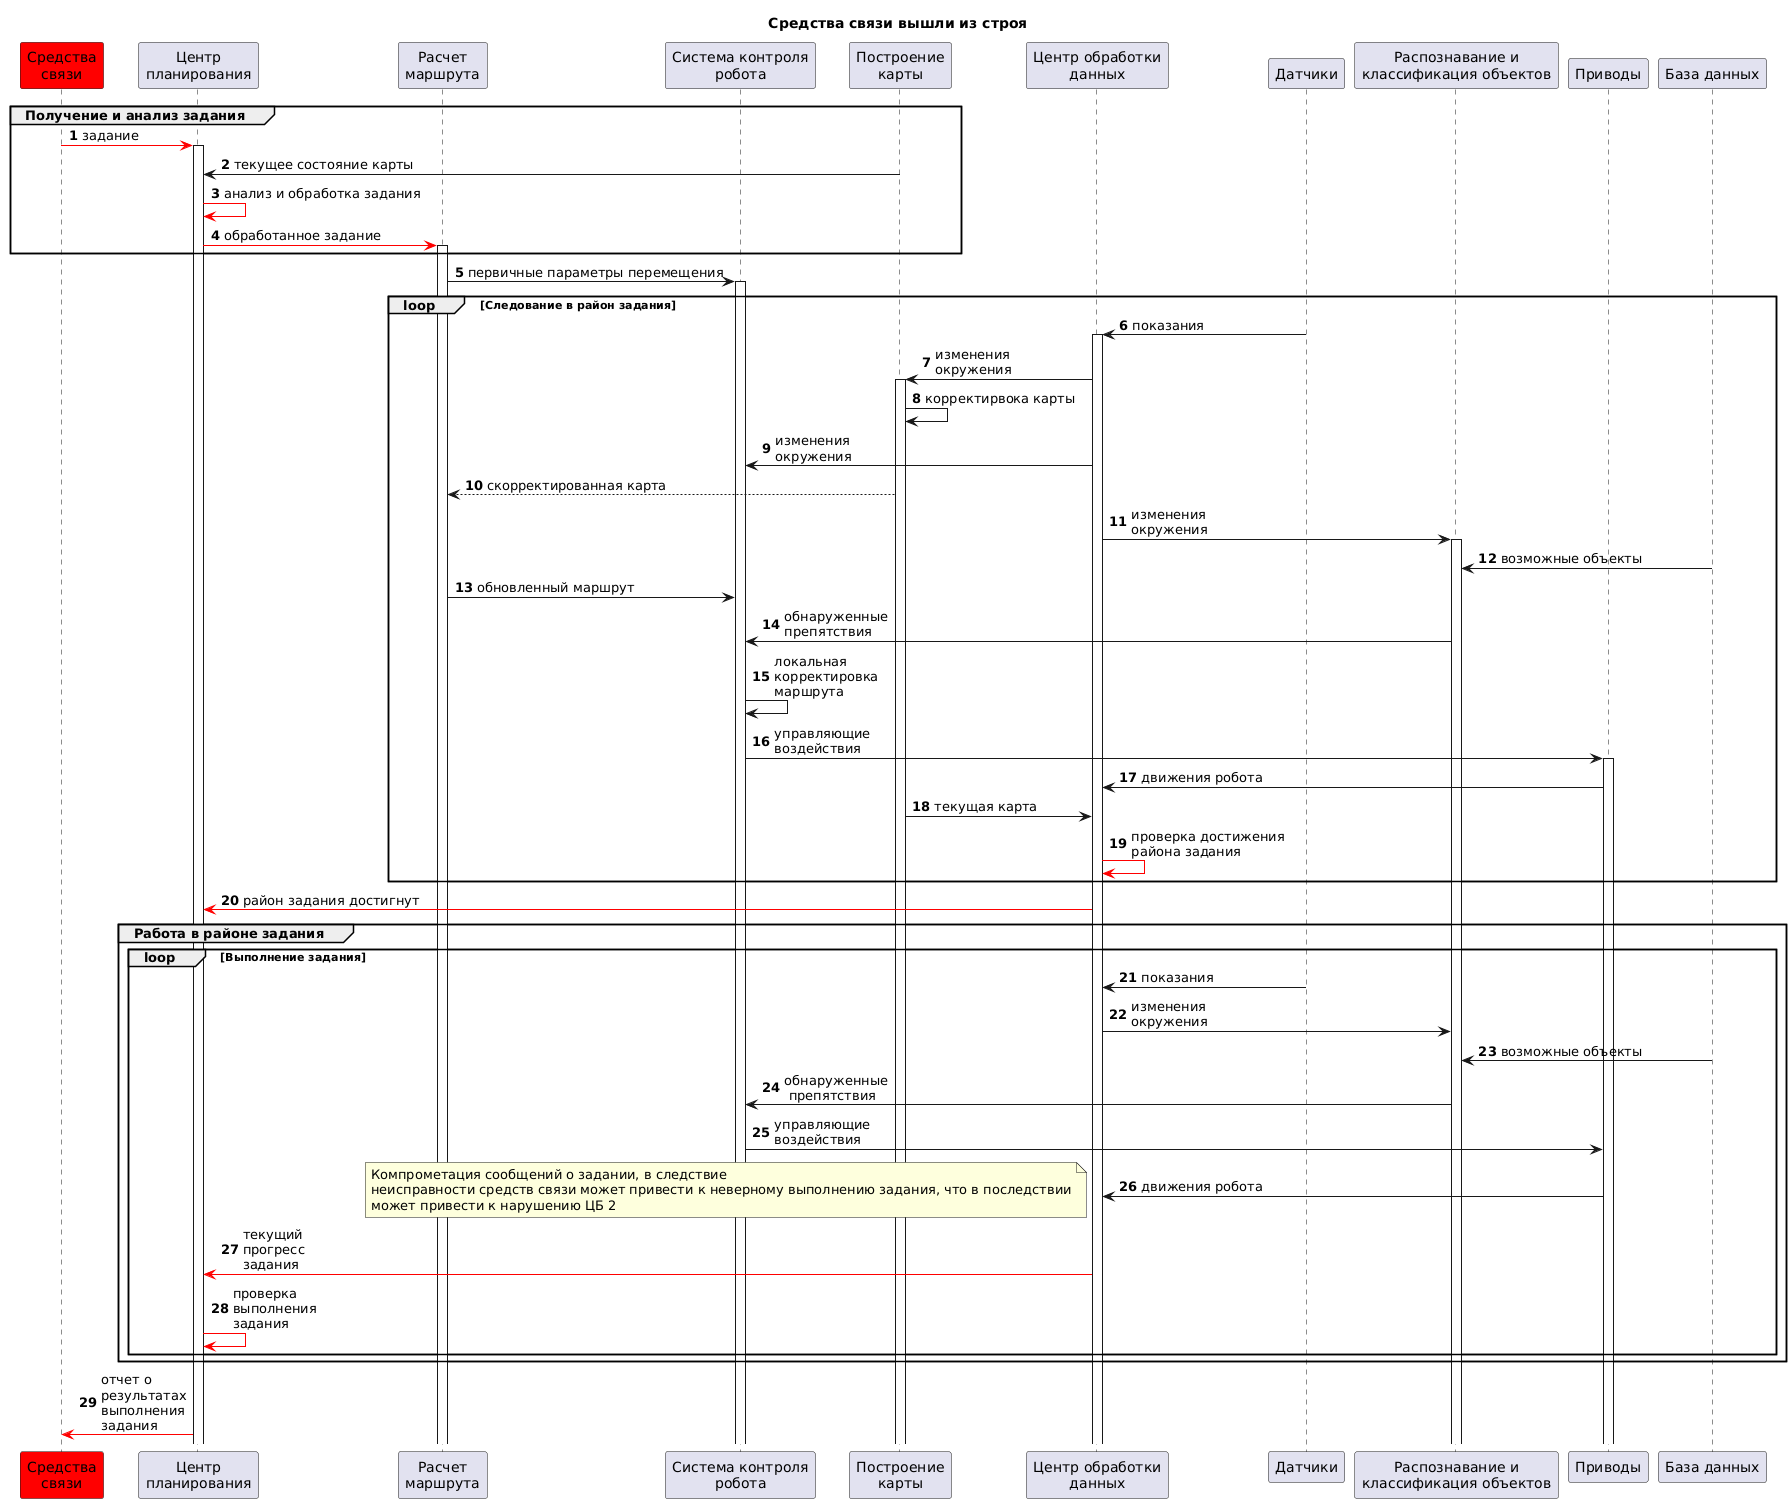 Средства связи вышли из строя
Средства
связи
Центр
планирования
Расчет
маршрута
Система контроля
робота
Построение
карты
Центр обработки
данных
Датчики
Распознавание и
классификация объектов
Приводы
База данных
Получение и анализ задания
1 задание
2 текущее состояние карты
3 анализ и обработка задания
4 обработанное задание
5 первичные параметры перемещения
loop [Следование в район задания]
6 показания
7 изменения
окружения
8 корректирвока карты
9 изменения
окружения
10 скорректированная карта
11 изменения
окружения
12 возможные объекты
13 обновленный маршрут
14 обнаруженные
препятствия
15 локальная
корректировка
маршрута
16 управляющие
воздействия
17 движения робота
18 текущая карта
19 проверка достижения
района задания
20 район задания достигнут
Работа в районе задания
loop [Выполнение задания]
21 показания
22 изменения
окружения
23 возможные объекты
24 обнаруженные
препятствия
25 управляющие
воздействия
Компрометация сообщений о задании, в следствие
неисправности средств связи может привести к неверному выполнению задания, что в последствии
может привести к нарушению ЦБ 2
26 движения робота
27 текущий
прогресс
задания
28 проверка
выполнения
задания
29 отчет о
результатах
выполнения
задания
Средства
связи
Центр
планирования
Расчет
маршрута
Система контроля
робота
Построение
карты
Центр обработки
данных
Датчики
Распознавание и
классификация объектов
Приводы
База данных